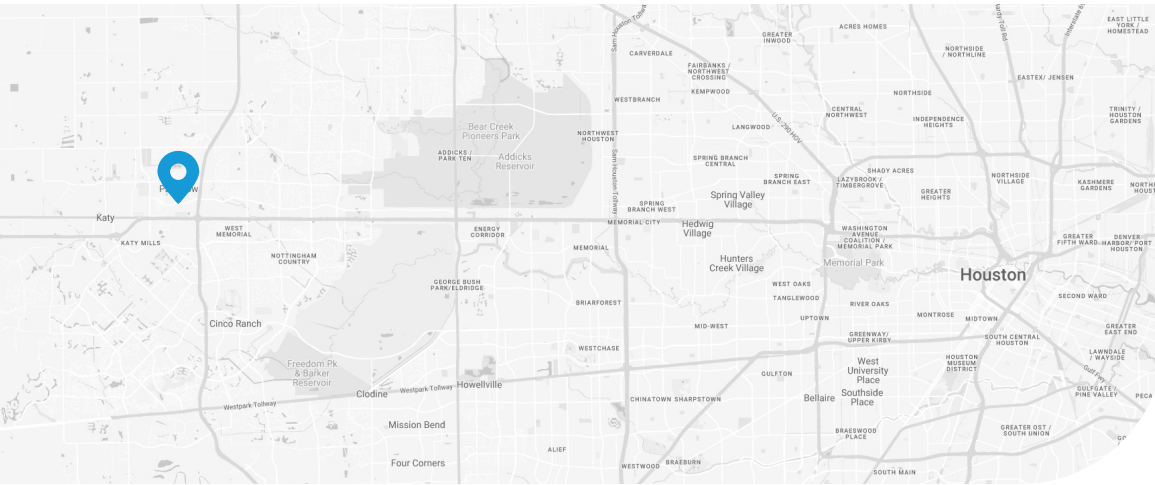 EAST LITTLE
YORK /
HOMESTEAD
ACRES HOMES
GREATER
INWOOD
CARVERDALE
NORTHSIDE
/ NORTHLINE
FAIRBANKS /
NORTHWEST
CROSSING
EASTEX/ JENSEN
KEMPWOOD
NORTHSIDE
WESTBRANCH
CENTRAL
NORTHWEST
TRINITY /
HOUSTON
GARDENS
INDEPENDENCE
HEIGHTS
U.S. 290 HOV
LANGWOOD
Bear Creek
Pioneers Park
NORTHWEST
HOUSTON
ADDICKS /
PARK TEN
Addicks
Reservoir
Sam Houston Tollway
SPRING BRANCH
CENTRAL
SHADY ACRES
SPRING
BRANCH EAST
LAZYBROOK /
TIMBERGROVE
NORTHSIDE
VILLAGE
KASHMERE
GARDENS
GREATER
HEIGHTS
Spring Valley
Village
SPRING
BRANCH WEST
Katy
MEMORIAL CITY
Hedwig
Village
WEST
MEMORIAL
ENERGY
CORRIDOR
WASHINGTON
AVENUE
COALITION /
MEMORIAL PARK
GREATER
FIFTH WARD
DENVER
HARBOR/ PORT
HOUSTON
KATY MILLS
MEMORIAL
NOTTINGHAM
COUNTRY
Hunters
Creek Village
Memorial Park
Houston
GEORGE BUSH
PARK/ELDRIDGE
WEST OAKS
TANGLEWOOD
SECOND WARD
BRIARFOREST
RIVER OAKS
UPTOWN
MONTROSE
MIDTOWN
Cinco Ranch
MID-WEST
GREATER
EAST END
GREENWAY/
UPPER KIRBY
SOUTH CENTRAL
HOUSTON
WESTCHASE
LAWNDALE
/ WAYSIDE
Freedom Pk
& Barker
Reservoir
West
University
Place
HOUSTON
MUSEUM
DISTRICT
GULFTON
Gulf Fwy
Howellville
Westpark Tollway
Clodine
GULFGATE /
PINE VALLEY
Southside
Place
Bellaire
CHINATOWN SHARPSTOWN
Westpark Tollway
Mission Bend
BRAESWOOD
PLACE
GREATER OST /
SOUTH UNION
ALIEF
Four Corners
WESTWOOD
BRAEBURN
SOUTH MAIN